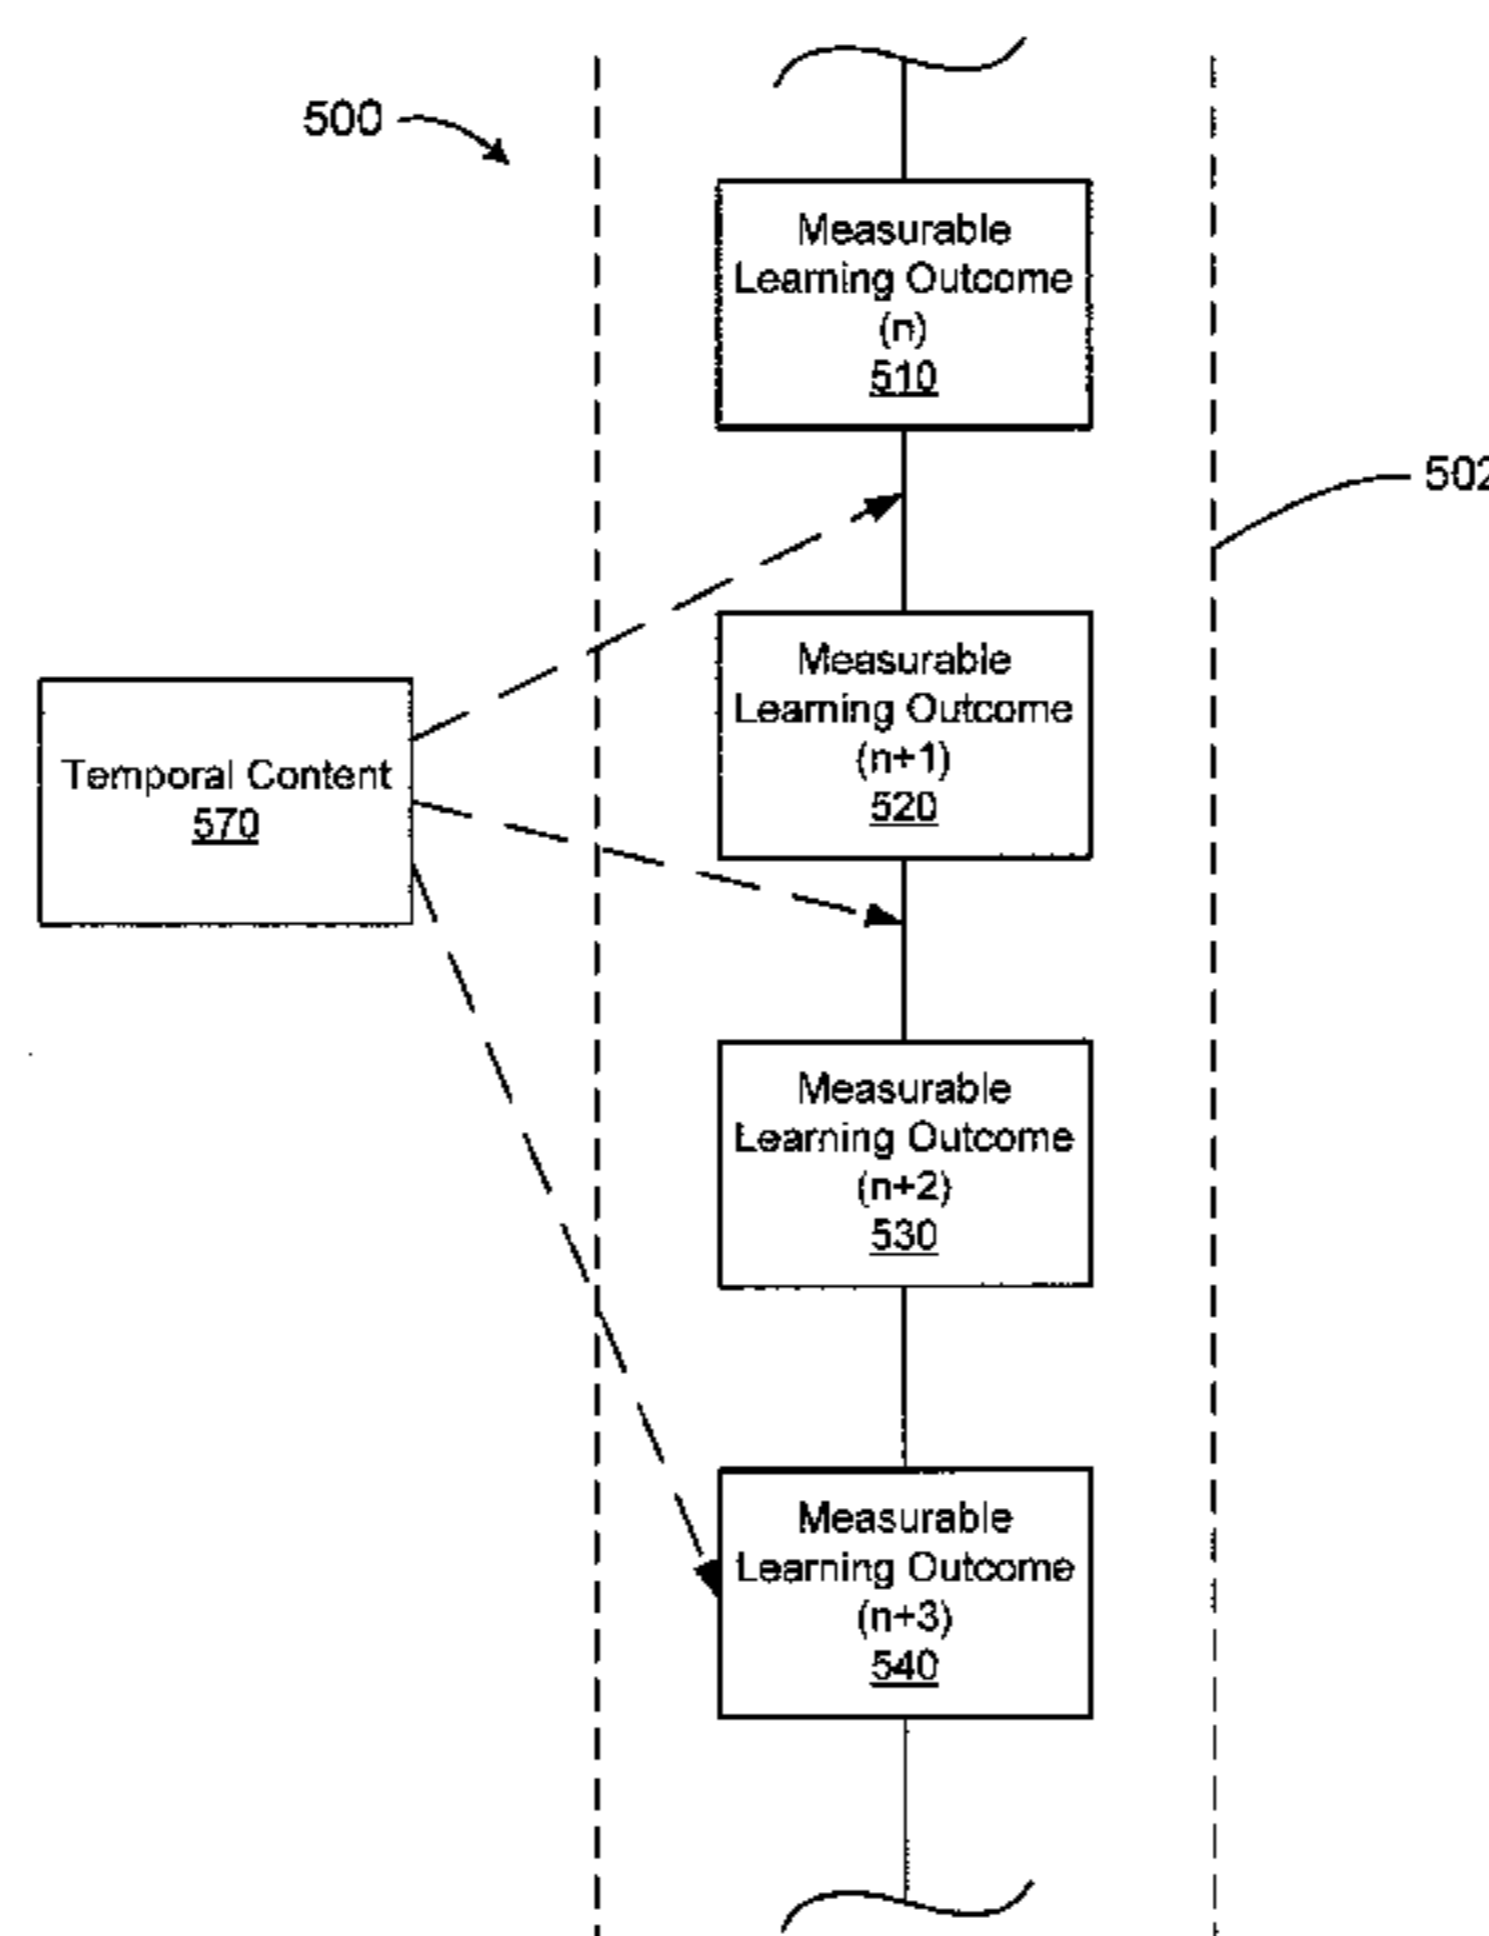 500
Measurable
Learning Outcome
(n)
510
502
Measurable
Learning Outcome
(n+1)
520
Temporal Content
570
Measurable
Learning Outcome
(n+2)
530
Measurable
Learning Outcome
(n+3)
540